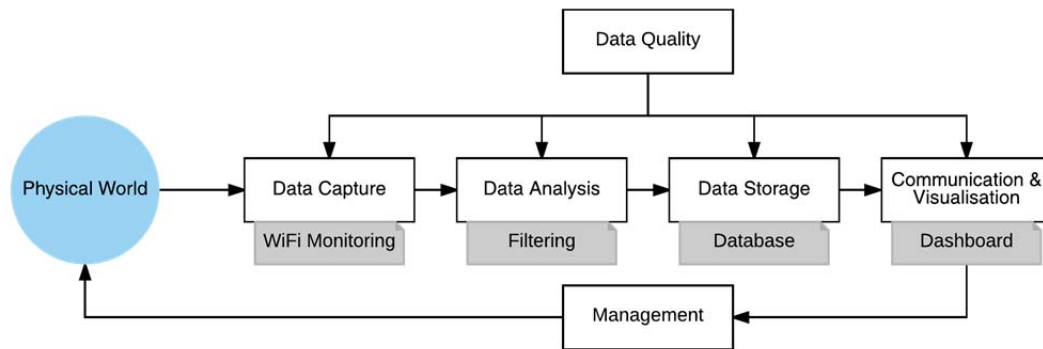 Data Quality
Physical World
Data Capture
Data Analysis
Data Storage
Communication &
Visualisation
WiFi Monitoring
Filtering
Database
Dashboard
Management